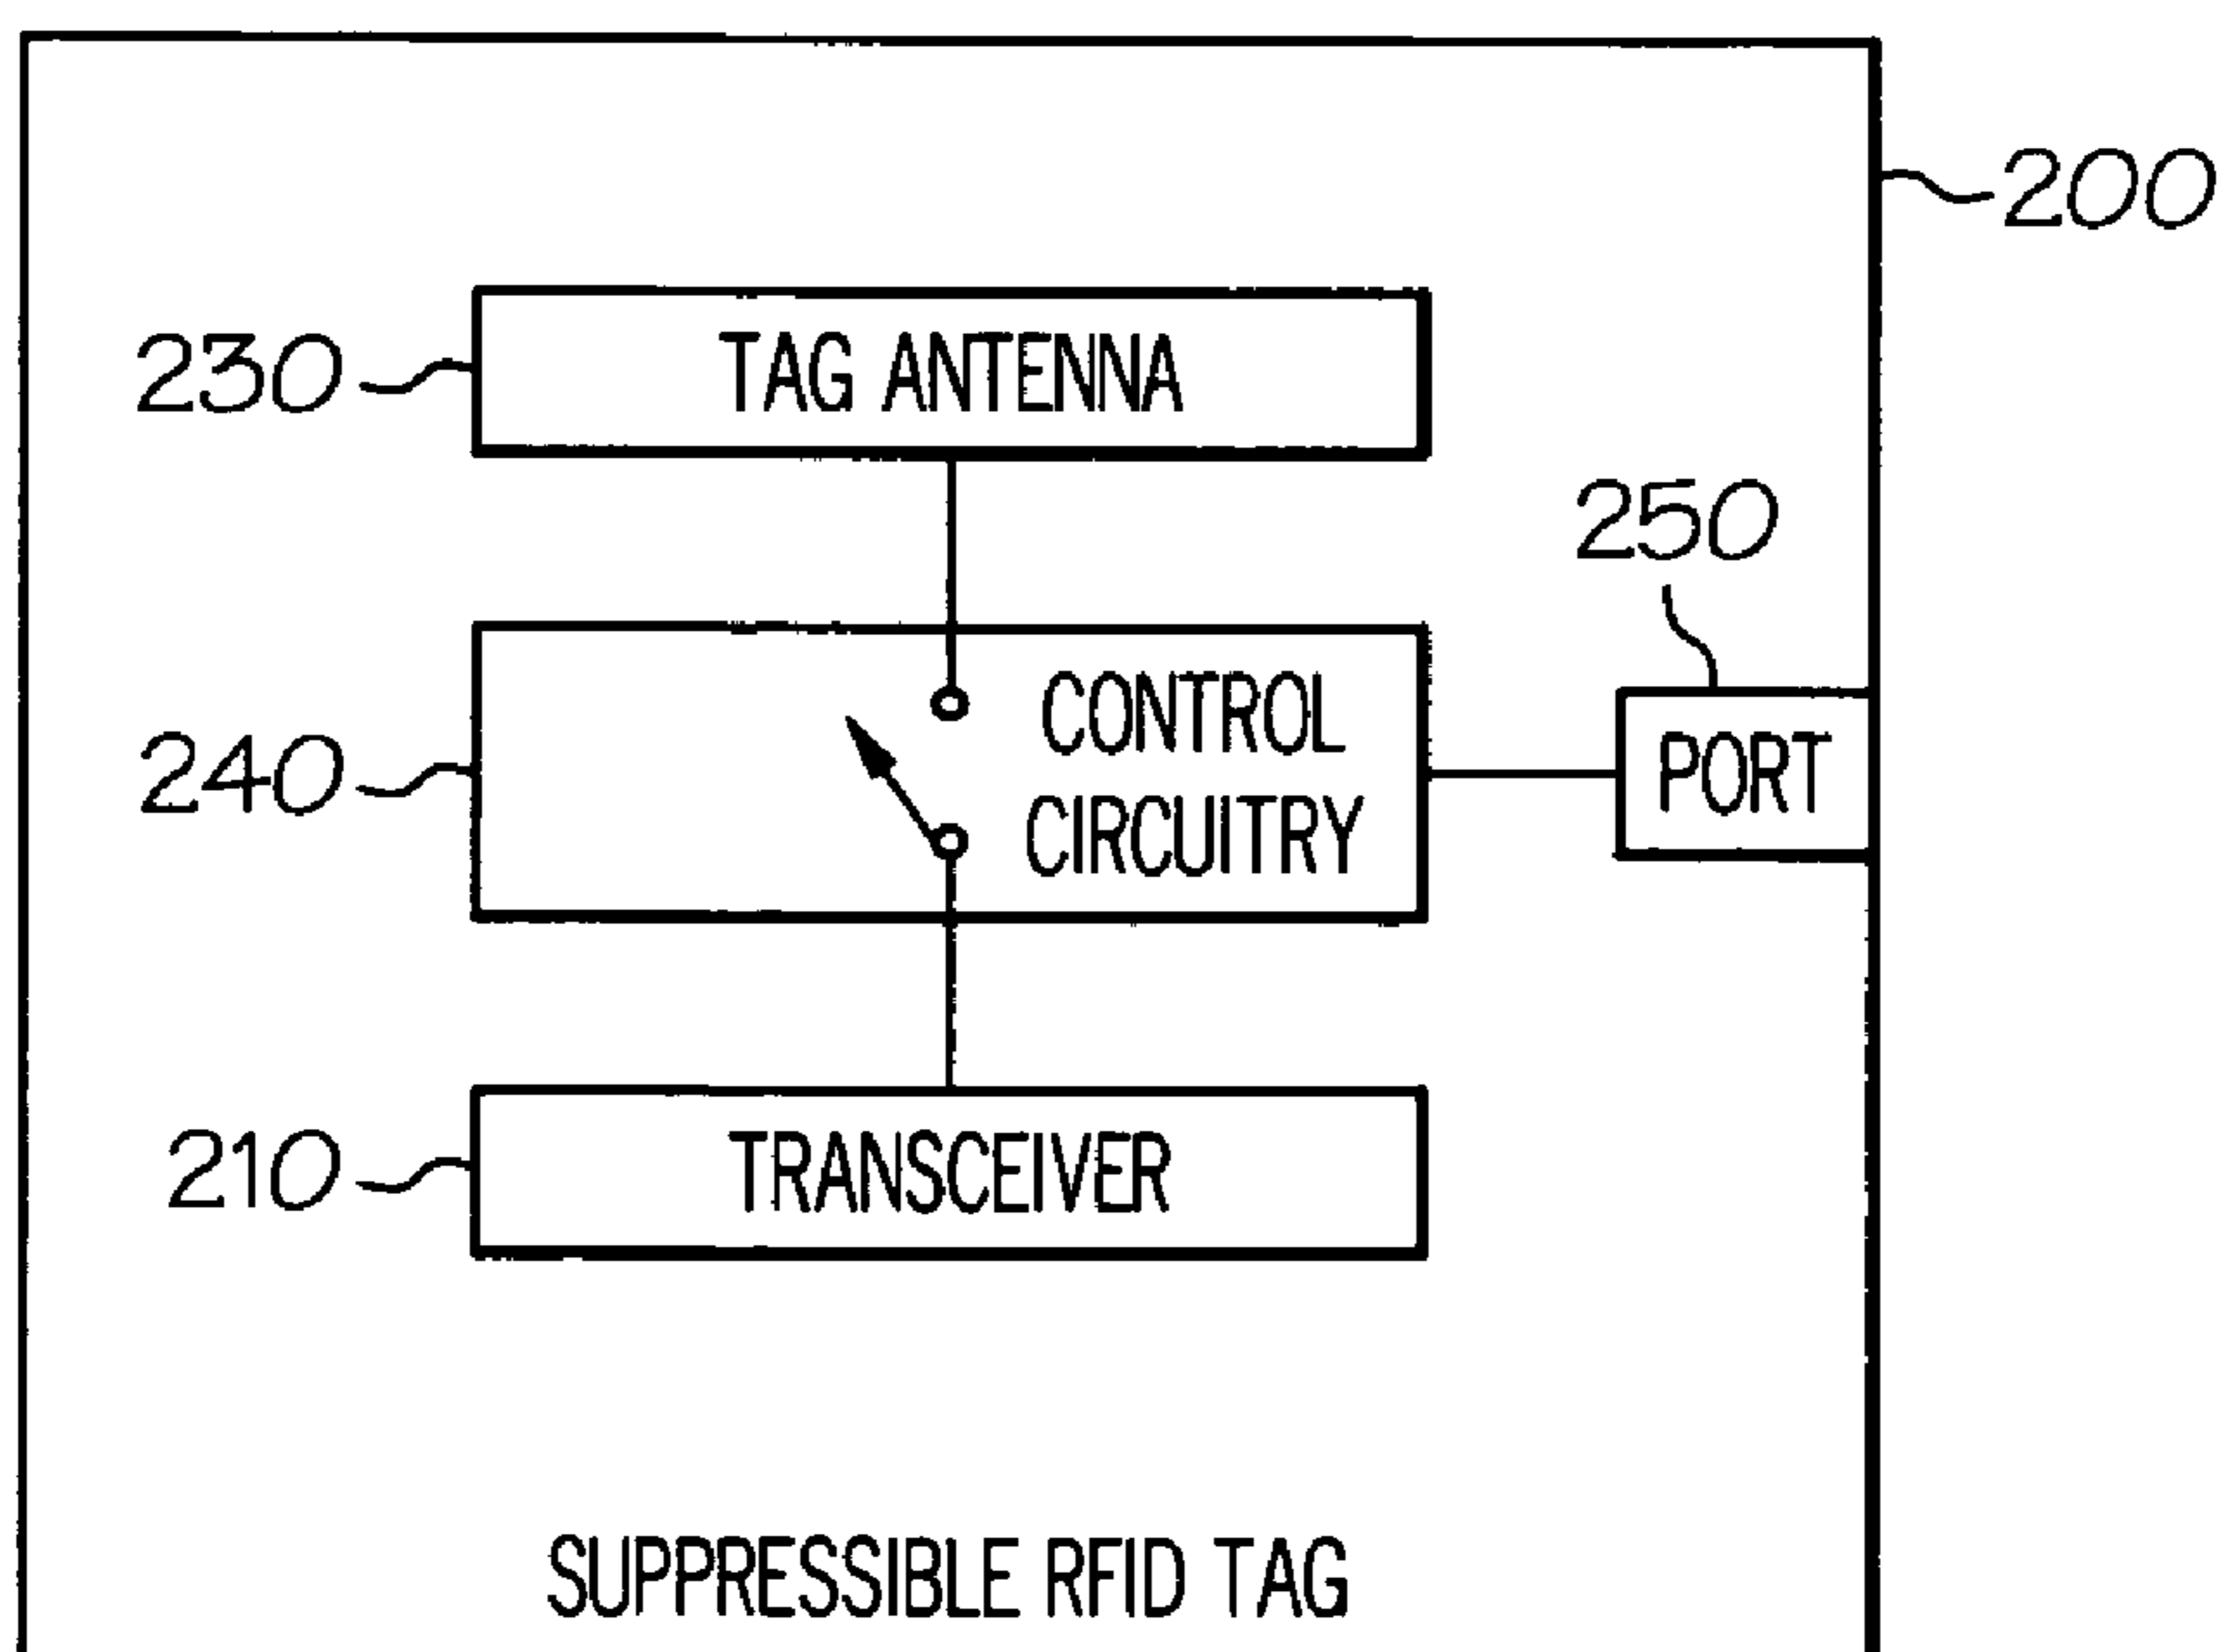 200
230
TAG ANTENNA
250
240
CONTROL
CIRCUITRY
PORT
210
TRANSCEIVER
SUPPRESSIBLE RFID TAG